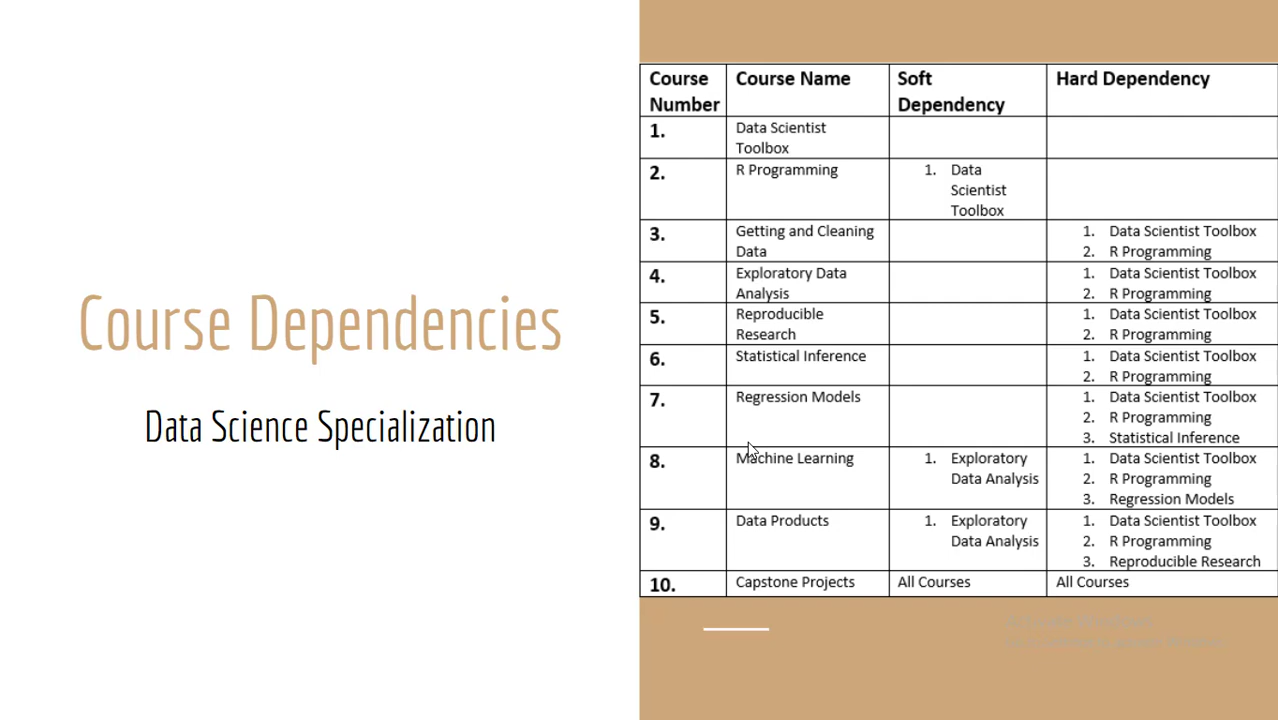 Course Dependencies
Data Science Specialization
Course Number | Course Name | Soft Dependency | Hard Dependency
1. | Data Scientist Toolbox | |
2. | R Programming | 1. Data Scientist Toolbox |
3. | Getting and Cleaning Data | | 1. Data Scientist Toolbox 2. R Programming
4. | Exploratory Data Analysis | | 1. Data Scientist Toolbox 2. R Programming
5. | Reproducible Research | | 1. Data Scientist Toolbox 2. R Programming
6. | Statistical Inference | | 1. Data Scientist Toolbox 2. R Programming
7. | Regression Models | | 1. Data Scientist Toolbox 2. R Programming 3. Statistical Inference
8. | Machine Learning | 1. Exploratory Data Analysis | 1. Data Scientist Toolbox 2. R Programming 3. Regression Models
9. | Data Products | 1. Exploratory Data Analysis | 1. Data Scientist Toolbox 2. R Programming 3. Reproducible Research
10. | Capstone Projects | All Courses | All Courses